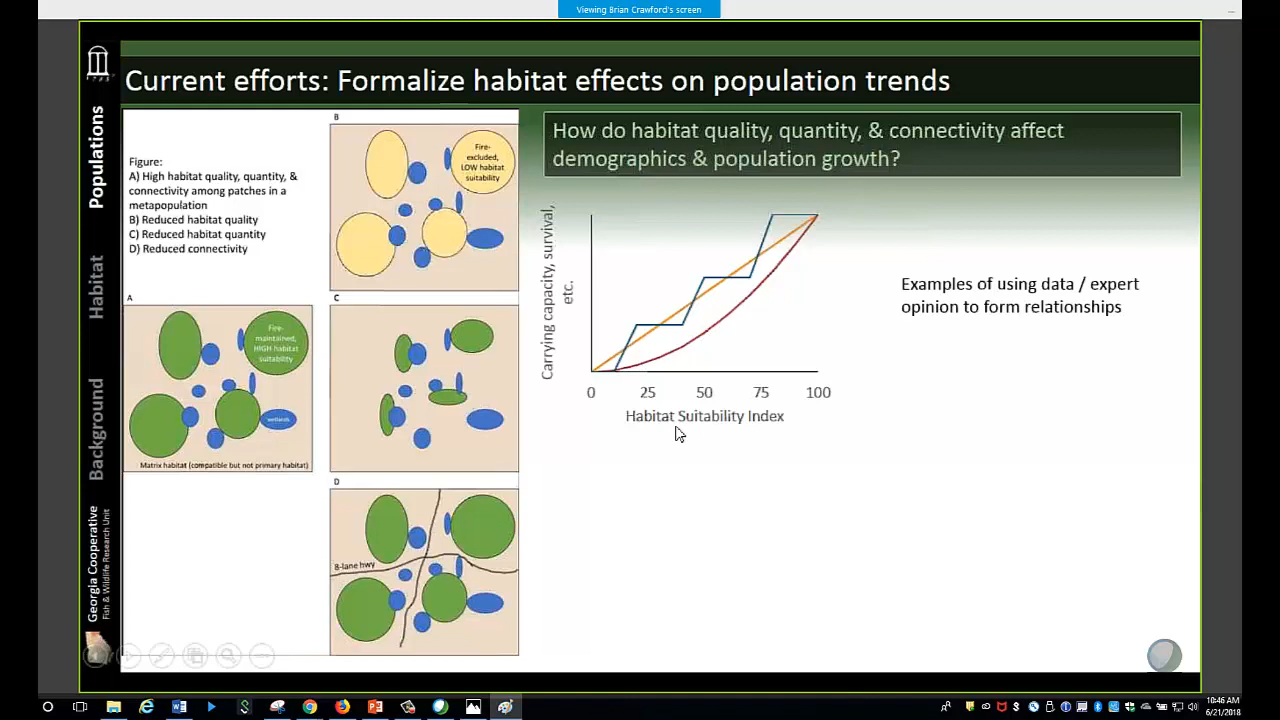 Viewing Brian Crawford's screen
Current efforts: Formalize habitat effects on population trends
Populations
Habitat
Background
Georgia Cooperative
Fish & Wildlife Research Unit
Figure:
A) High habitat quality, quantity, &
connectivity among patches in a
metapopulation
B) Reduced habitat quality
C) Reduced habitat quantity
D) Reduced connectivity
B
Fire-
excluded,
LOW habitat
suitability
A
Fire-
maintained,
HIGH habitat
suitability
wetlands
Matrix habitat (compatible but not primary habitat)
C
D
8-lane hwy
How do habitat quality, quantity, & connectivity affect
demographics & population growth?
Carrying capacity, survival,
etc.
0 25 50 75 100
Habitat Suitability Index
Examples of using data / expert
opinion to form relationships
10:46 AM
6/21/2018